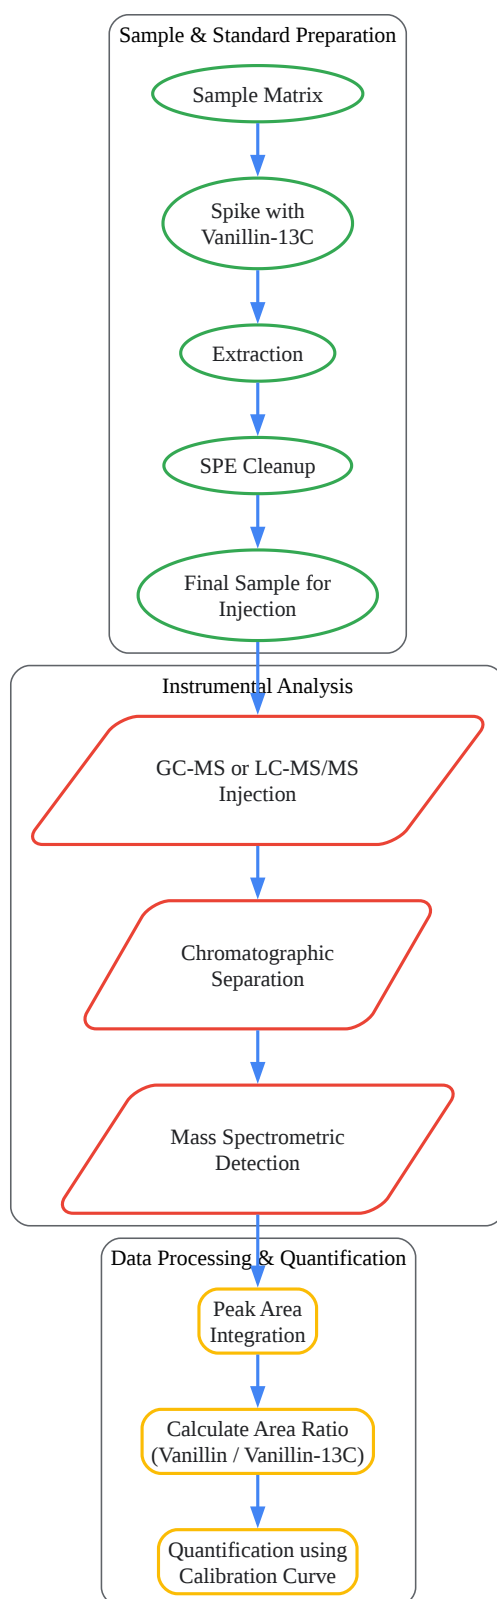 Sample & Standard Preparation
Sample Matrix
Spike with
Vanillin-13C
Extraction
SPE Cleanup
Final Sample for
Injection
Instrumental Analysis
GC-MS or LC-MS/MS
Injection
Chromatographic
Separation
Mass Spectrometric
Detection
Data Processing & Quantification
Peak Area
Integration
Calculate Area Ratio
(Vanillin / Vanillin-13C)
Quantification using
Calibration Curve